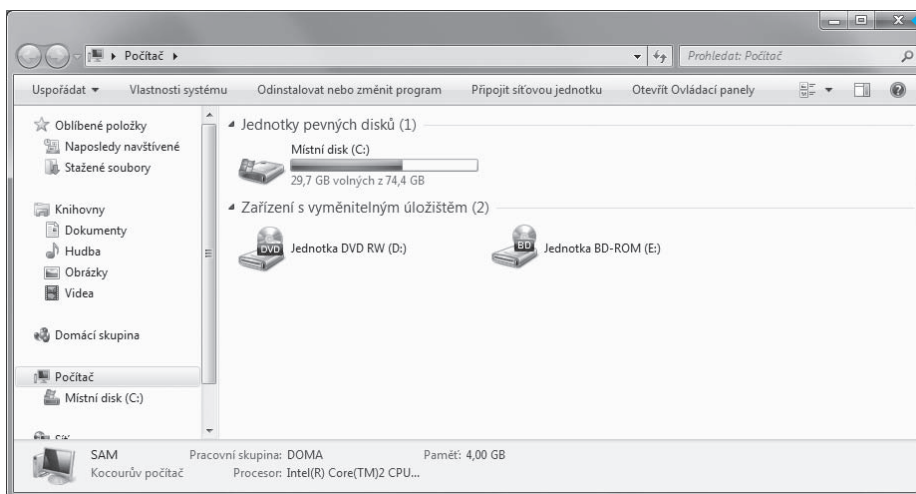 Počítač
Prohledat: Počítač
Uspořádat Vlastnosti systému Odinstalovat nebo změnit program Připojit síťovou jednotku Otevřít Ovládací panely
Oblíbené položky
Naposledy navštívené
Stažené soubory
Knihovny
Dokumenty
Hudba
Obrázky
Videa
Domácí skupina
Počítač
Místní disk (C:)
Jednotky pevných disků (1)
Místní disk (C:)
29,7 GB volných z 74,4 GB
Zařízení s vyměnitelným úložištěm (2)
DVD
Jednotka DVD RW (D:)
BD
Jednotka BD-ROM (E:)
SAM Pracovní skupina: DOMA Paměť: 4,00 GB
Kocourův počítač Procesor: Intel(R) Core(TM)2 CPU...